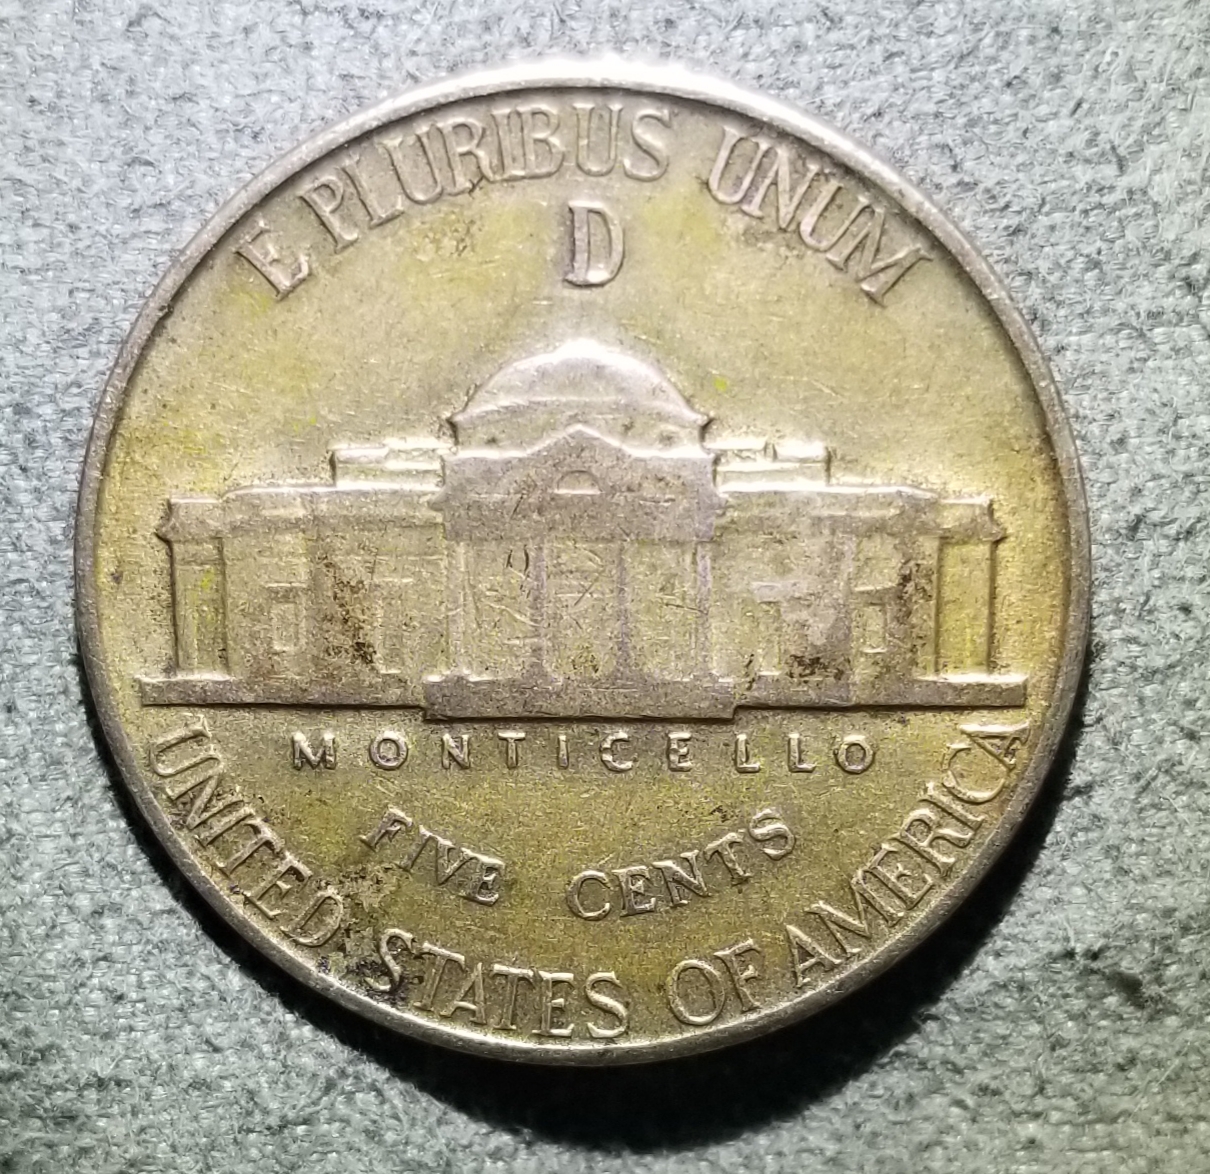 E PLURIBUS UNUM
D
MONTICELLO
FIVE CENTS
UNITED STATES OF AMERICA